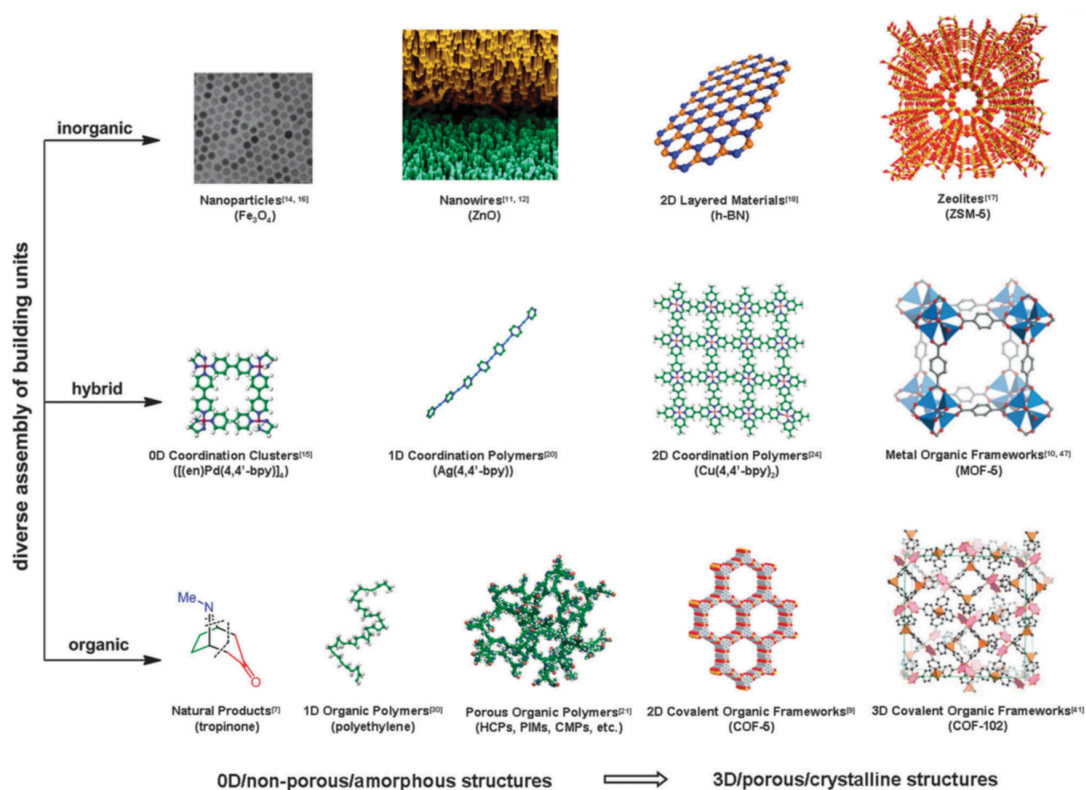 diverse assembly of building units
inorganic
Nanoparticles[14, 16]
(Fe3O4)
Nanowires[11, 12]
(ZnO)
2D Layered Materials[18]
(h-BN)
Zeolites[17]
(ZSM-5)
hybrid
0D Coordination Clusters[15]
([(en)Pd(4,4'-bpy)]4)
1D Coordination Polymers[20]
(Ag(4,4'-bpy))
2D Coordination Polymers[24]
(Cu(4,4'-bpy)2)
Metal Organic Frameworks[10, 47]
(MOF-5)
organic
Me
N
O
Natural Products[7]
(tropinone)
1D Organic Polymers[30]
(polyethylene)
Porous Organic Polymers[21]
(HCPs, PIMs, CMPs, etc.)
2D Covalent Organic Frameworks[9]
(COF-5)
3D Covalent Organic Frameworks[41]
(COF-102)
0D/non-porous/amorphous structures
3D/porous/crystalline structures